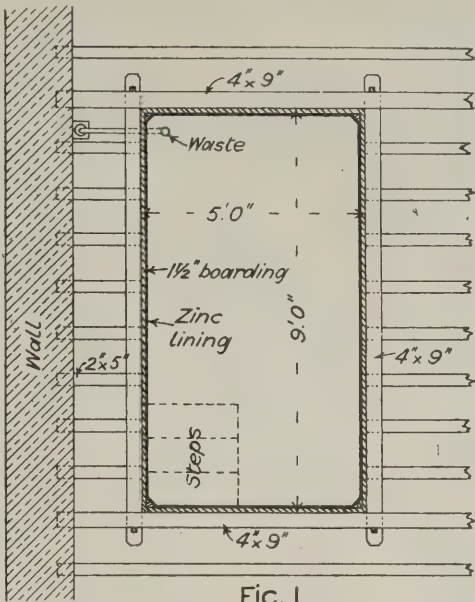 4"×9"
Waste
5'0"
1½" boarding
Zinc
lining
9'0"
Wall
2"×5"
4"×9"
Steps
4"×9"
Fig. 1